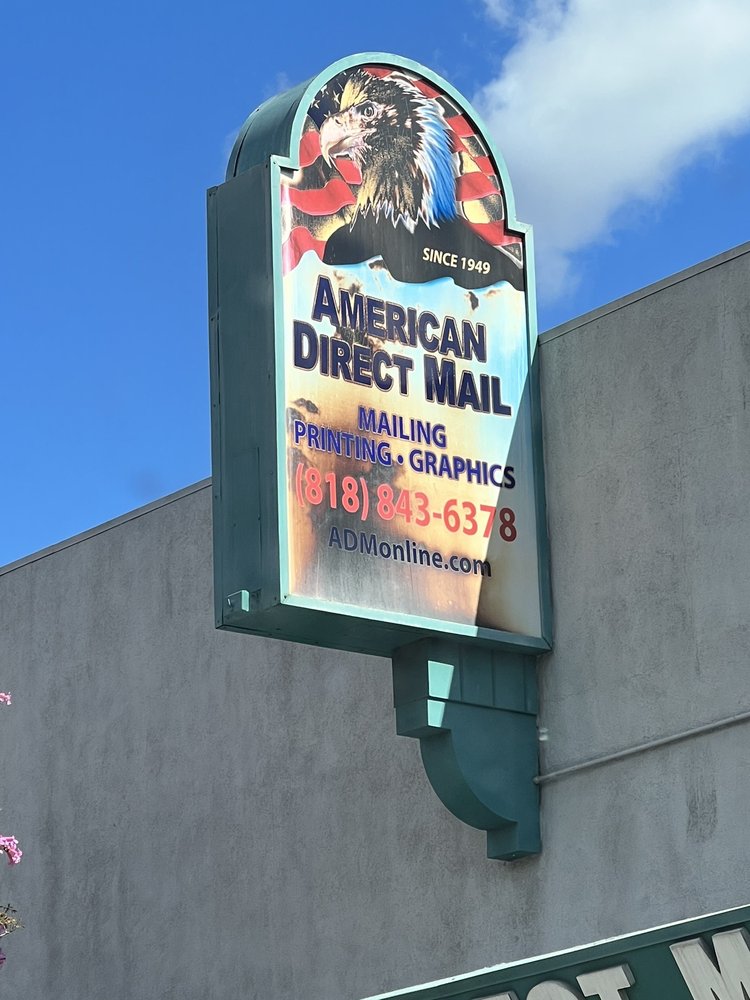 SINCE 1949
AMERICAN
DIRECT MAIL
MAILING
PRINTING • GRAPHICS
(818) 843-6378
ADMonline.com